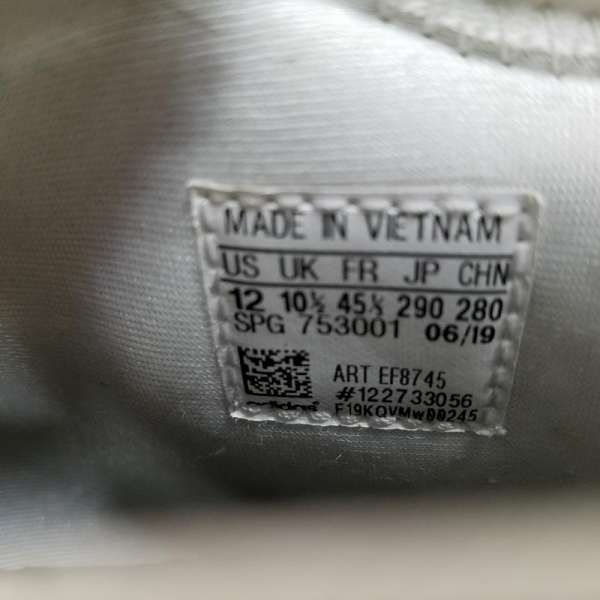 MADE IN VIETNAM
US UK FR JP CHN
12 10½ 45⅓ 290 280
SPG 753001 06/19
ART EF8745
#122733056
adidas F19KQVMw00245